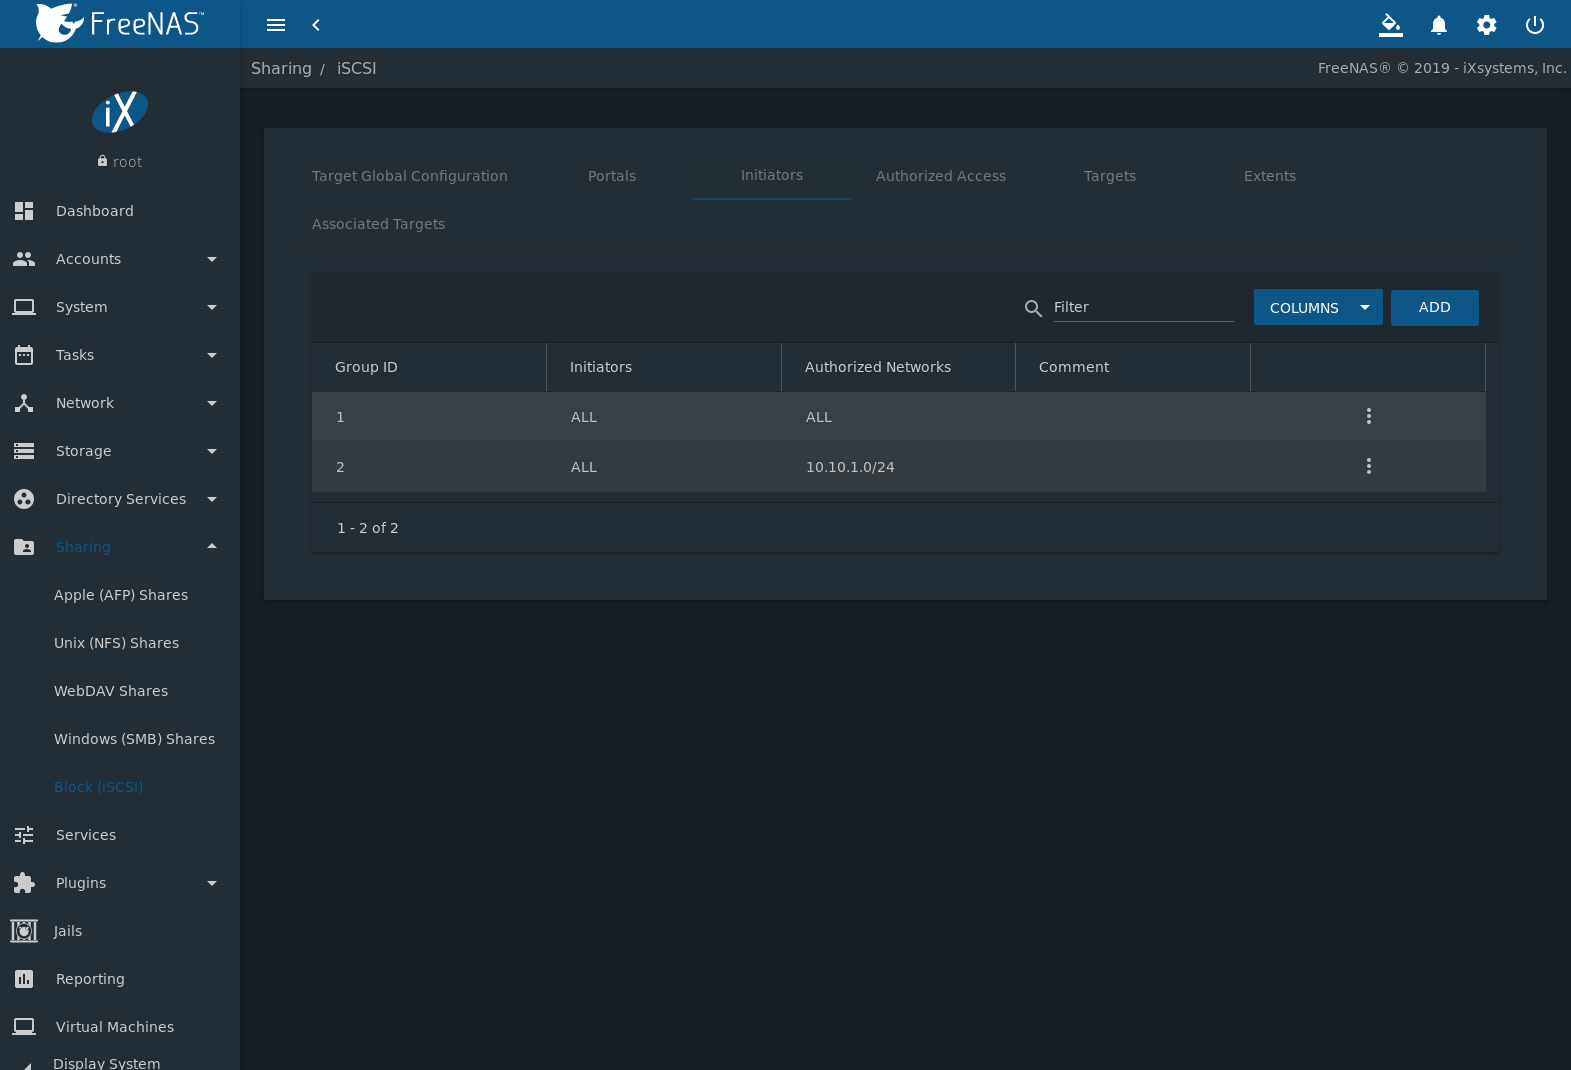 FreeNAS™
Sharing / iSCSI
FreeNAS® © 2019 - iXsystems, Inc.
iX
root
Dashboard
Accounts
System
Tasks
Network
Storage
Directory Services
Sharing
Apple (AFP) Shares
Unix (NFS) Shares
WebDAV Shares
Windows (SMB) Shares
Block (iSCSI)
Services
Plugins
Jails
Reporting
Virtual Machines
Display System
Target Global Configuration Portals Initiators Authorized Access Targets Extents
Associated Targets
Filter COLUMNS ADD
Group ID Initiators Authorized Networks Comment
1 ALL ALL
2 ALL 10.10.1.0/24
1 - 2 of 2